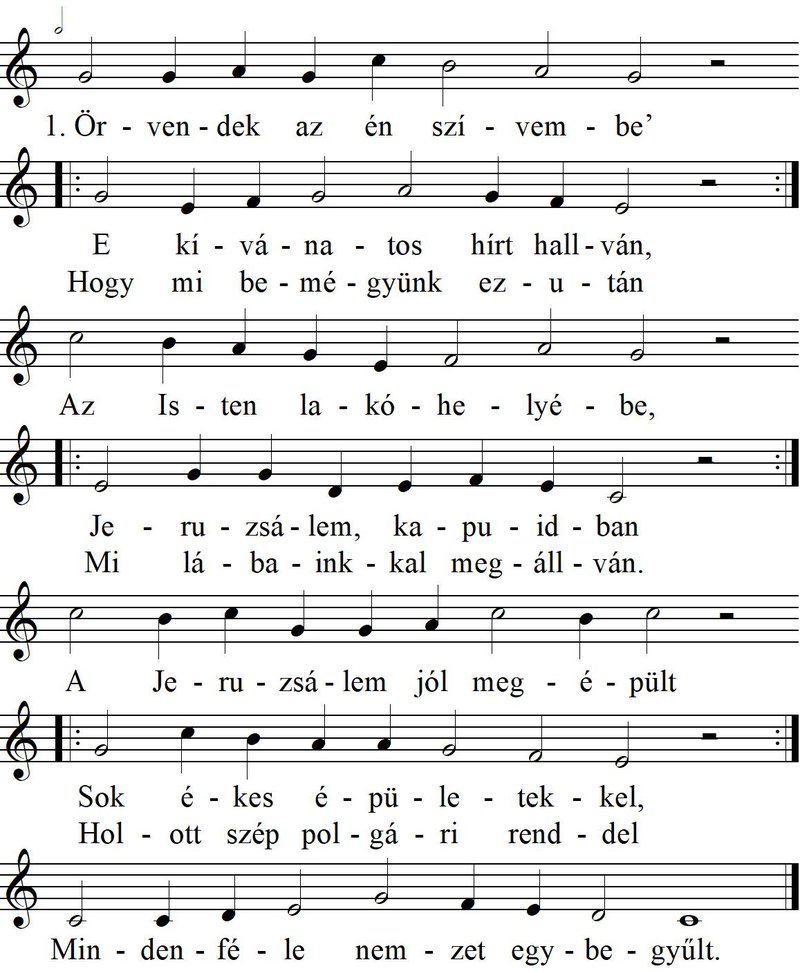 1. Ör - ven - dek az én szí - vem - be’
E kí - vá - na - tos hírt hall - ván,
Hogy mi be - mé - gyünk ez - u - tán
Az Is - ten la - kó - he - lyé - be,
Je - ru - zsá - lem, ka - pu - id - ban
Mi lá - ba - ink - kal meg - áll - ván.
A Je - ru - zsá - lem jól meg - é - pült
Sok é - kes é - pü - le - tek - kel,
Hol - ott szép pol - gá - ri rend - del
Min - den - fé - le nem - zet egy - be - gyűlt.